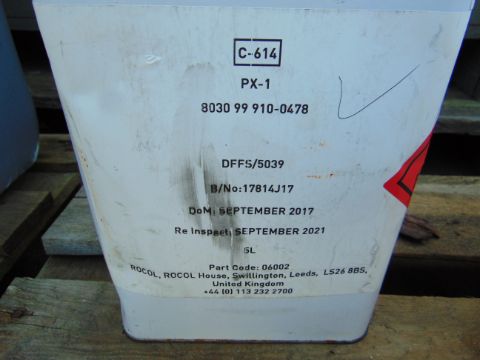 C-614
PX-1
8030 99 910-0478
DFFS/5039
B/No:17814J17
DoM: SEPTEMBER 2017
Re Inspect: SEPTEMBER 2021
5L
Part Code: 06002
ROCOL, ROCOL House, Swillington, Leeds, LS26 8BS,
United Kingdom
+44 (0) 113 232 2700